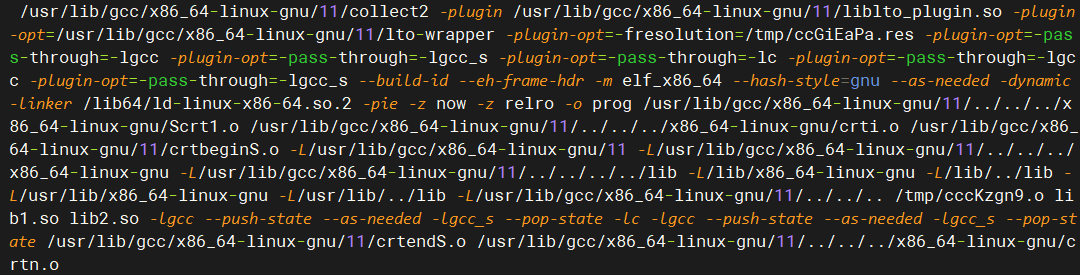 /usr/lib/gcc/x86_64-linux-gnu/11/collect2 -plugin /usr/lib/gcc/x86_64-linux-gnu/11/liblto_plugin.so -plugin
-opt=/usr/lib/gcc/x86_64-linux-gnu/11/lto-wrapper -plugin-opt=-fresolution=/tmp/ccGiEaPa.res -plugin-opt=-pas
s-through=-lgcc -plugin-opt=-pass-through=-lgcc_s -plugin-opt=-pass-through=-lc -plugin-opt=-pass-through=-lgc
c -plugin-opt=-pass-through=-lgcc_s --build-id --eh-frame-hdr -m elf_x86_64 --hash-style=gnu --as-needed -dynamic
-linker /lib64/ld-linux-x86-64.so.2 -pie -z now -z relro -o prog /usr/lib/gcc/x86_64-linux-gnu/11/../../../x
86_64-linux-gnu/Scrt1.o /usr/lib/gcc/x86_64-linux-gnu/11/../../../x86_64-linux-gnu/crti.o /usr/lib/gcc/x86_
64-linux-gnu/11/crtbeginS.o -L/usr/lib/gcc/x86_64-linux-gnu/11 -L/usr/lib/gcc/x86_64-linux-gnu/11/../../../
x86_64-linux-gnu -L/usr/lib/gcc/x86_64-linux-gnu/11/../../../../lib -L/lib/x86_64-linux-gnu -L/lib/../lib -
L/usr/lib/x86_64-linux-gnu -L/usr/lib/../lib -L/usr/lib/gcc/x86_64-linux-gnu/11/../../.. /tmp/cccKzgn9.o li
b1.so lib2.so -lgcc --push-state --as-needed -lgcc_s --pop-state -lc -lgcc --push-state --as-needed -lgcc_s --pop-st
ate /usr/lib/gcc/x86_64-linux-gnu/11/crtendS.o /usr/lib/gcc/x86_64-linux-gnu/11/../../../x86_64-linux-gnu/c
rtn.o